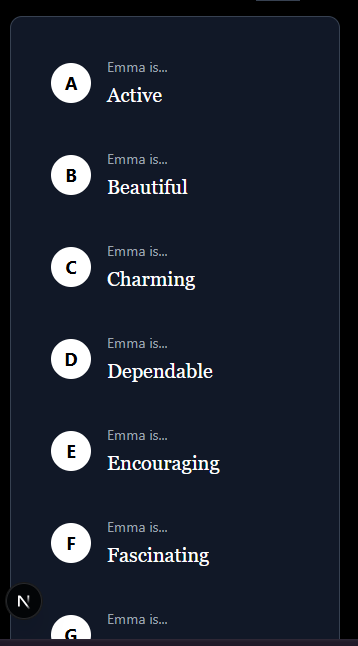 A
Emma is...
Active
B
Emma is...
Beautiful
C
Emma is...
Charming
D
Emma is...
Dependable
E
Emma is...
Encouraging
F
Emma is...
Fascinating
N
G
Emma is...